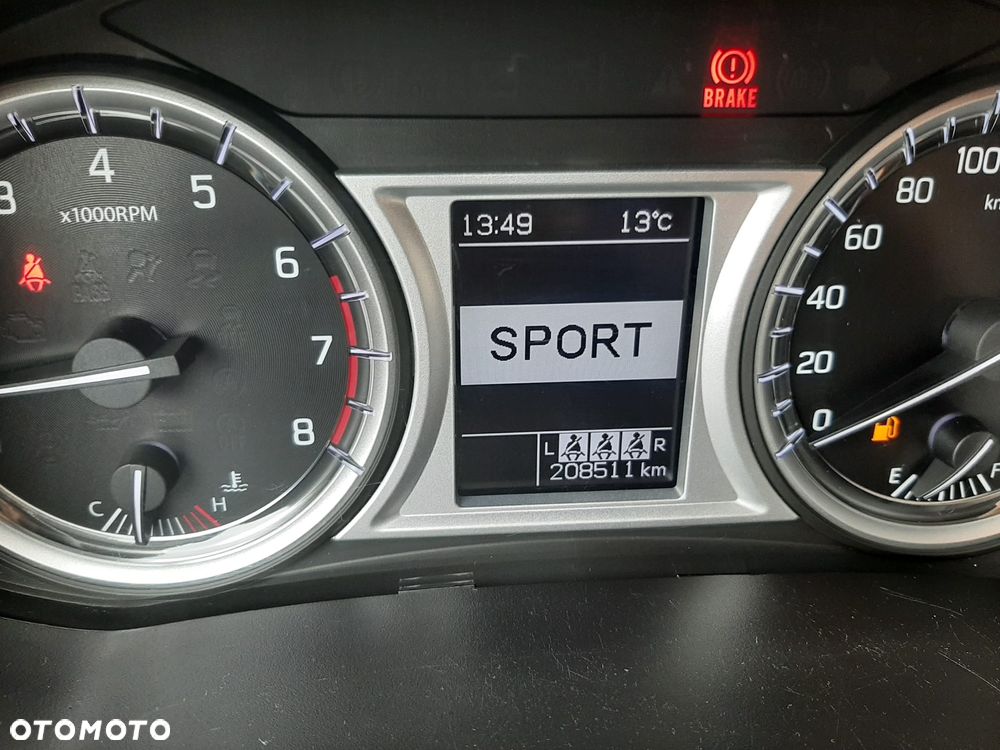 BRAKE
3 4 5 6 7 8
x1000RPM
C H
13:49 13°C
SPORT
L R
208511 km
0 20 40 60 80 100
km
E F
OTOMOTO